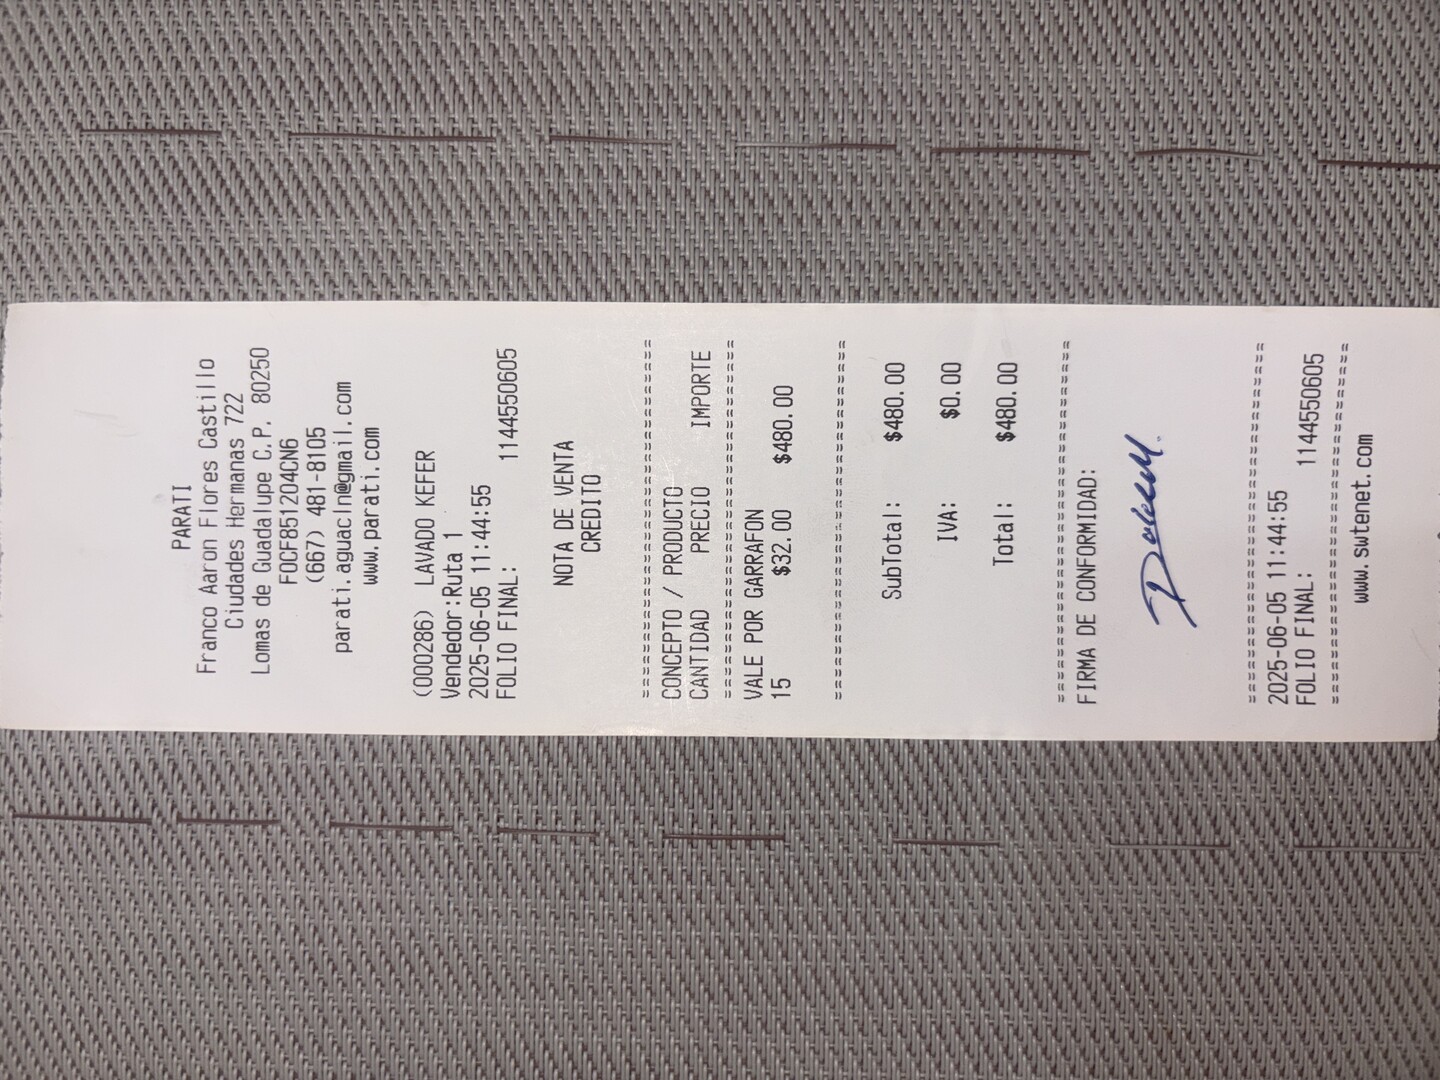 PARATI
Franco Aaron Flores Castillo
Ciudades Hermanas 722
Lomas de Guadalupe C.P. 80250
FOCF851204CN6
(667) 481-8105
parati.aguacln@gmail.com
www.parati.com
(000286) LAVADO KEFER
Vendedor:Ruta 1
2025-06-05 11:44:55
FOLIO FINAL: 1144550605
NOTA DE VENTA
CREDITO
==============================
CONCEPTO / PRODUCTO
CANTIDAD PRECIO IMPORTE
==============================
VALE POR GARRAFON
15 $32.00 $480.00
==============================
SubTotal: $480.00
IVA: $0.00
Total: $480.00
==============================
FIRMA DE CONFORMIDAD:
==============================
2025-06-05 11:44:55
FOLIO FINAL: 1144550605
==============================
www.swtenet.com